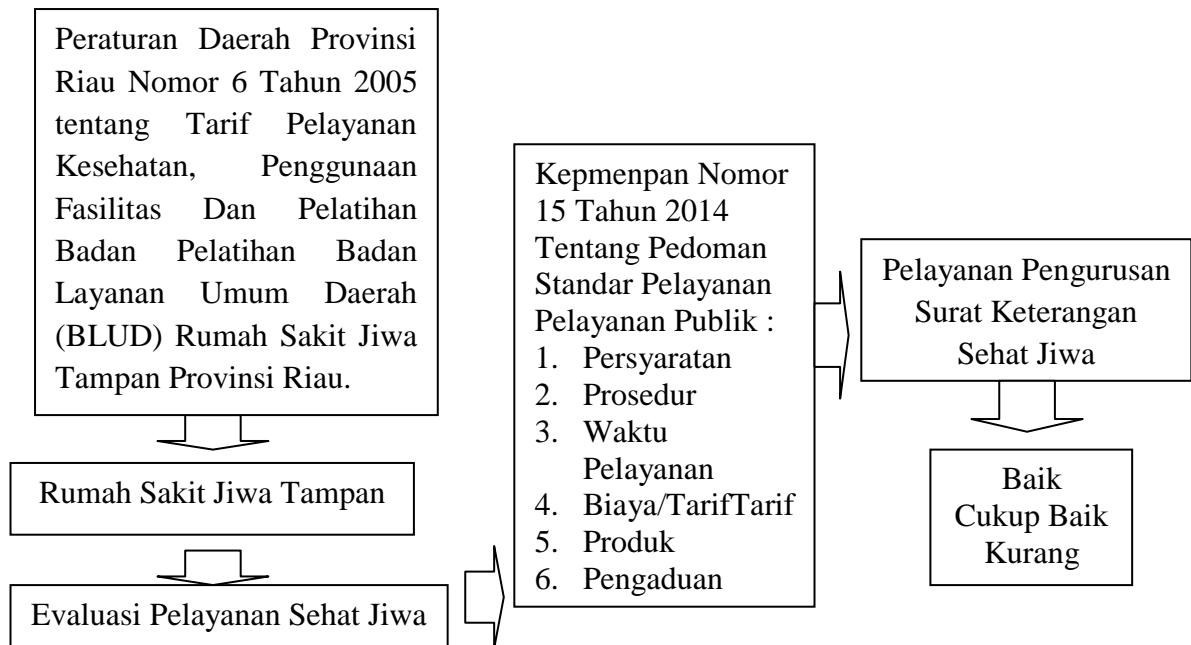 Peraturan Daerah Provinsi
Riau Nomor 6 Tahun 2005
tentang Tarif Pelayanan
Kesehatan, Penggunaan
Fasilitas Dan Pelatihan
Badan Pelatihan Badan
Layanan Umum Daerah
(BLUD) Rumah Sakit Jiwa
Tampan Provinsi Riau.
Rumah Sakit Jiwa Tampan
Evaluasi Pelayanan Sehat Jiwa
Kepmenpan Nomor
15 Tahun 2014
Tentang Pedoman
Standar Pelayanan
Pelayanan Publik :
1. Persyaratan
2. Prosedur
3. Waktu
Pelayanan
4. Biaya/TarifTarif
5. Produk
6. Pengaduan
Pelayanan Pengurusan
Surat Keterangan
Sehat Jiwa
Baik
Cukup Baik
Kurang